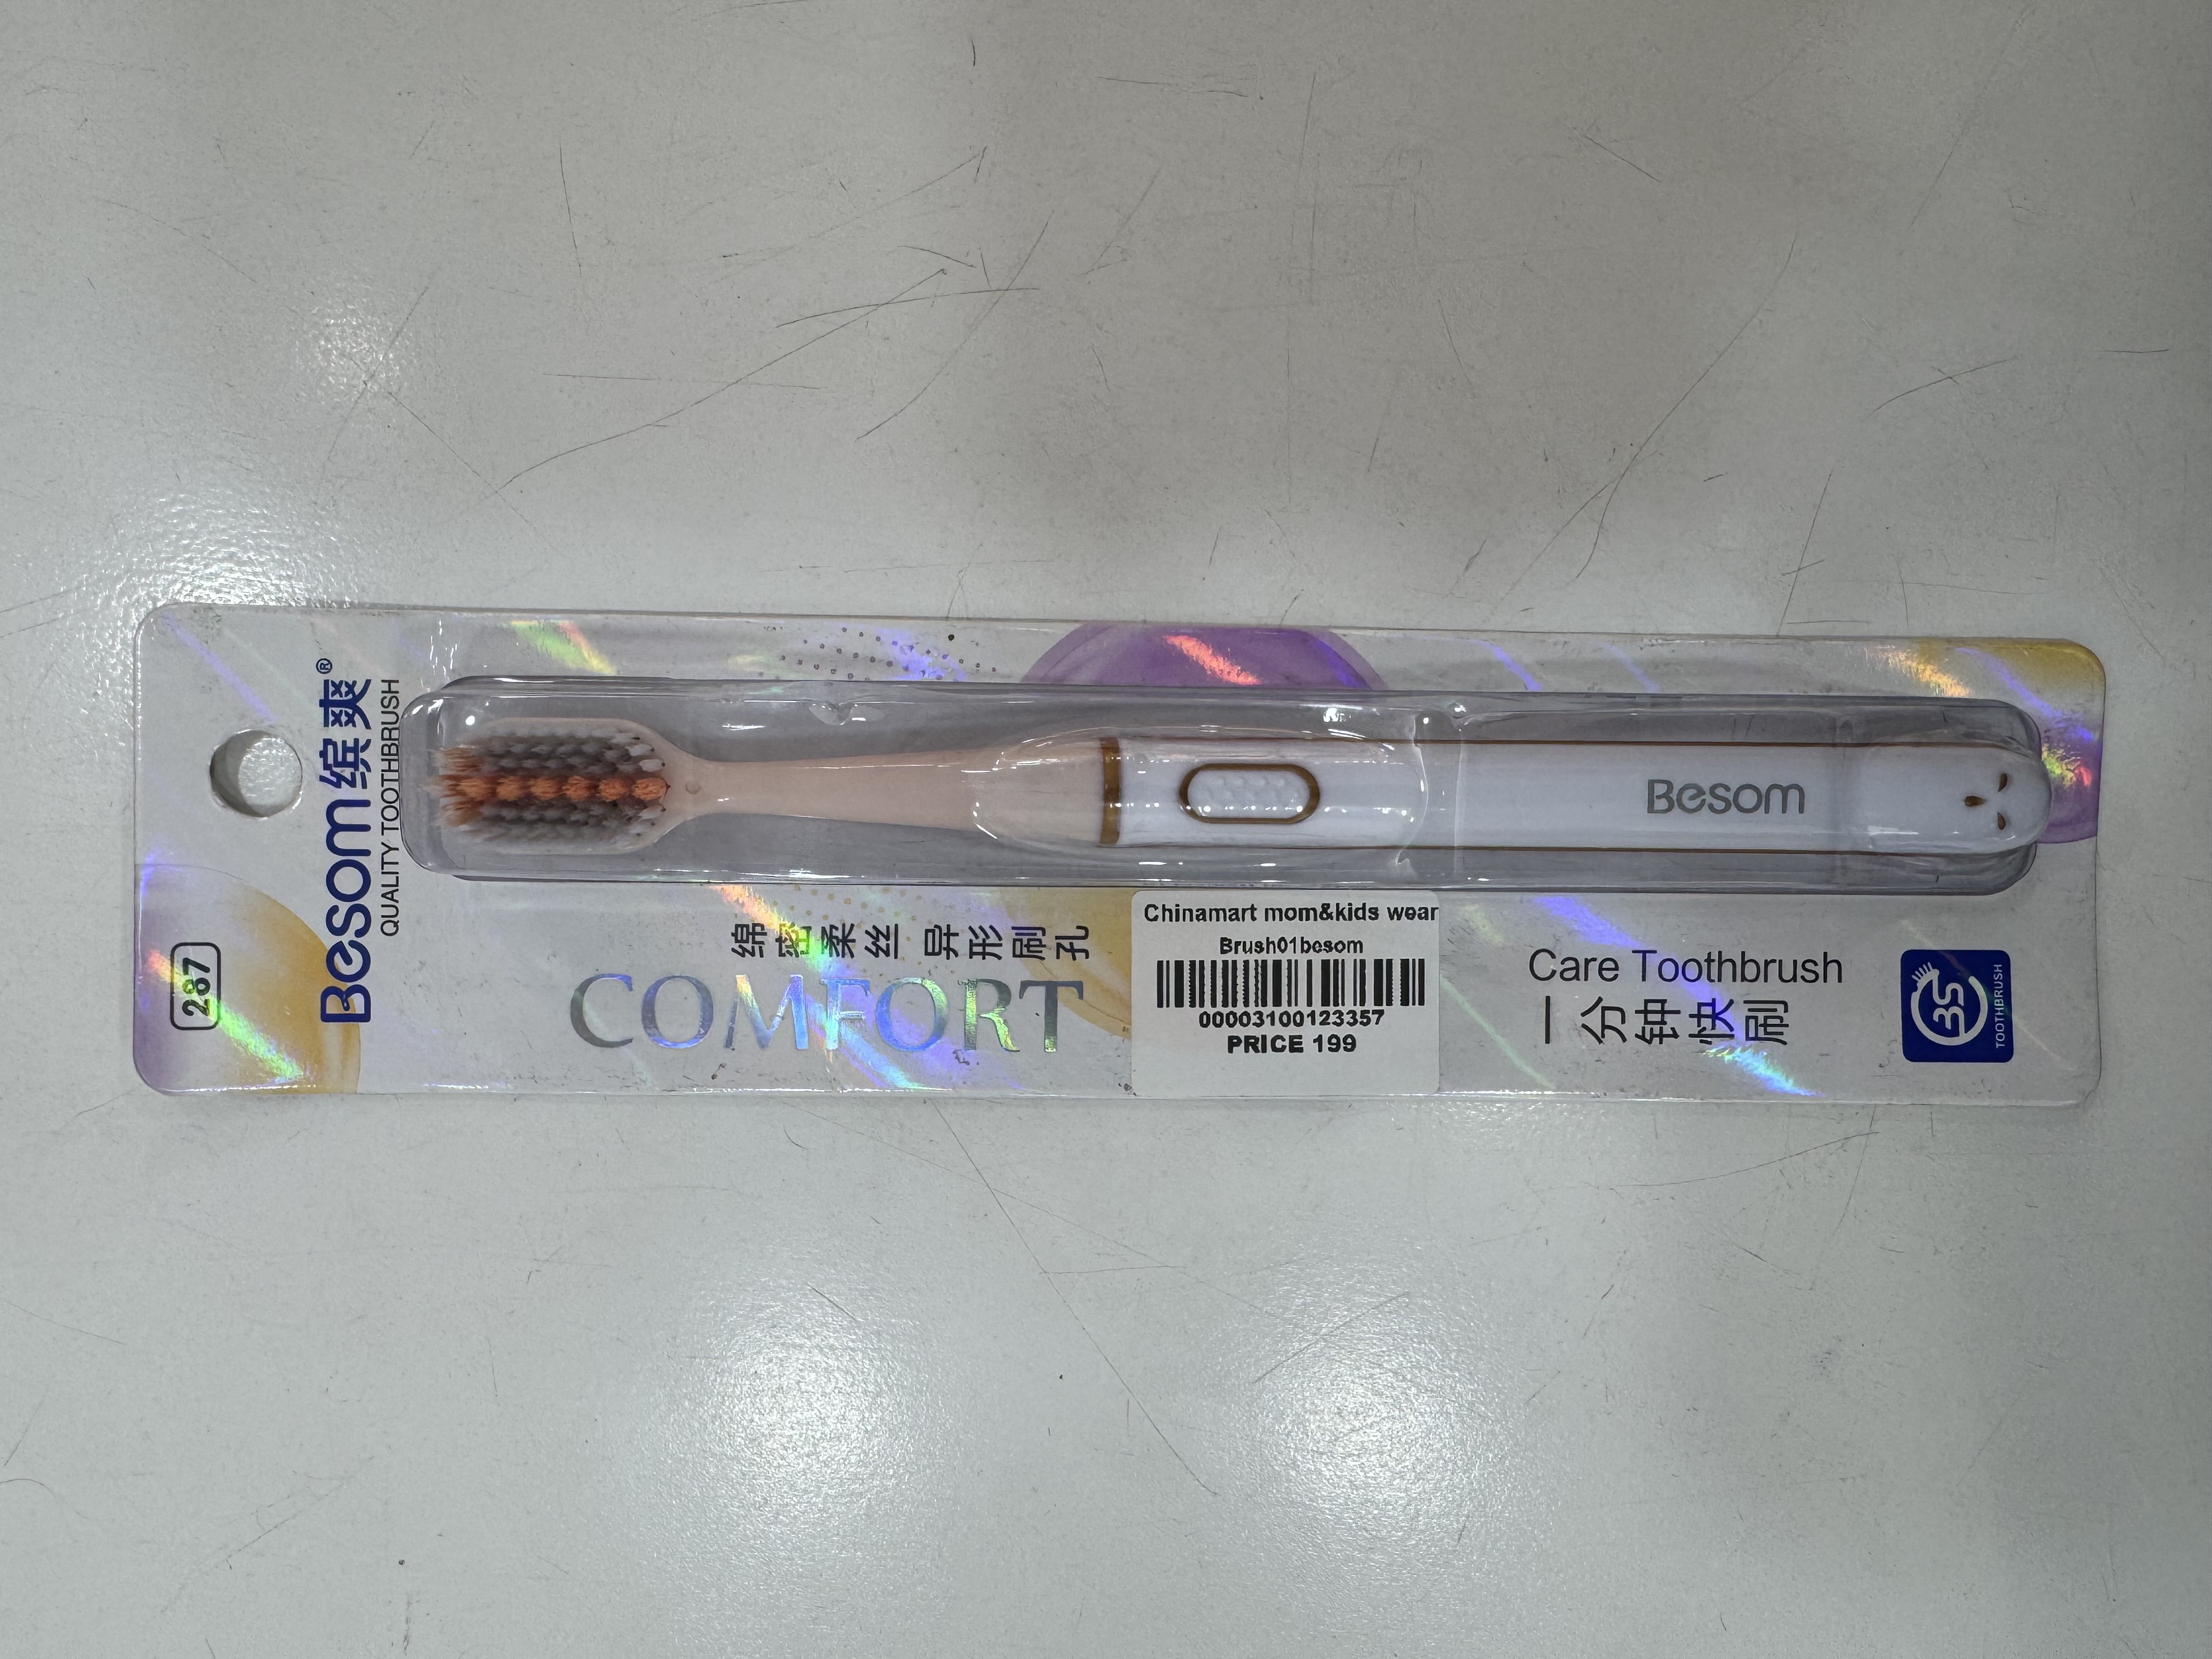 287
Besom缤爽®
QUALITY TOOTHBRUSH
绵密柔丝 异形刷孔
COMFORT
Besom
Chinamart mom&kids wear
Brush01besom
00003100123357
PRICE 199
Care Toothbrush
一分钟快刷
BS
TOOTHBRUSH